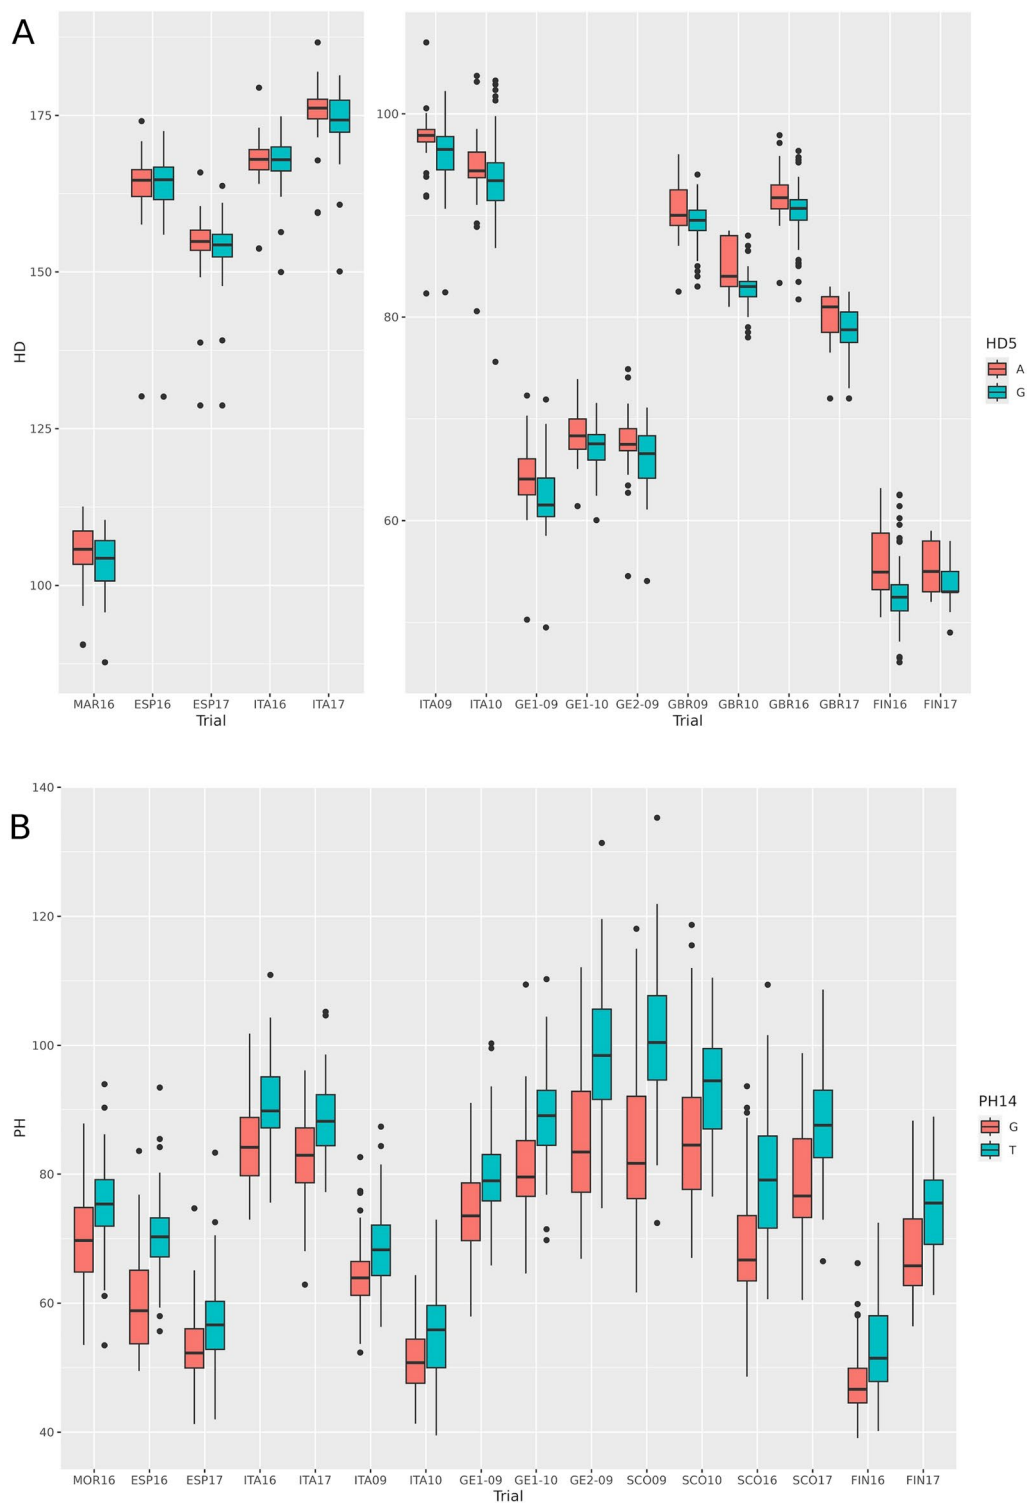 A
175
150
125
100
HD
MAR16 ESP16 ESP17 ITA16 ITA17
Trial
100
80
60
ITA09 ITA10 GE1-09 GE1-10 GE2-09 GBR09 GBR10 GBR16 GBR17 FIN16 FIN17
Trial
HD5
A
G
B
140
120
100
80
60
40
PH
MOR16 ESP16 ESP17 ITA16 ITA17 ITA09 ITA10 GE1-09 GE1-10 GE2-09 SCO09 SCO10 SCO16 SCO17 FIN16 FIN17
Trial
PH14
G
T